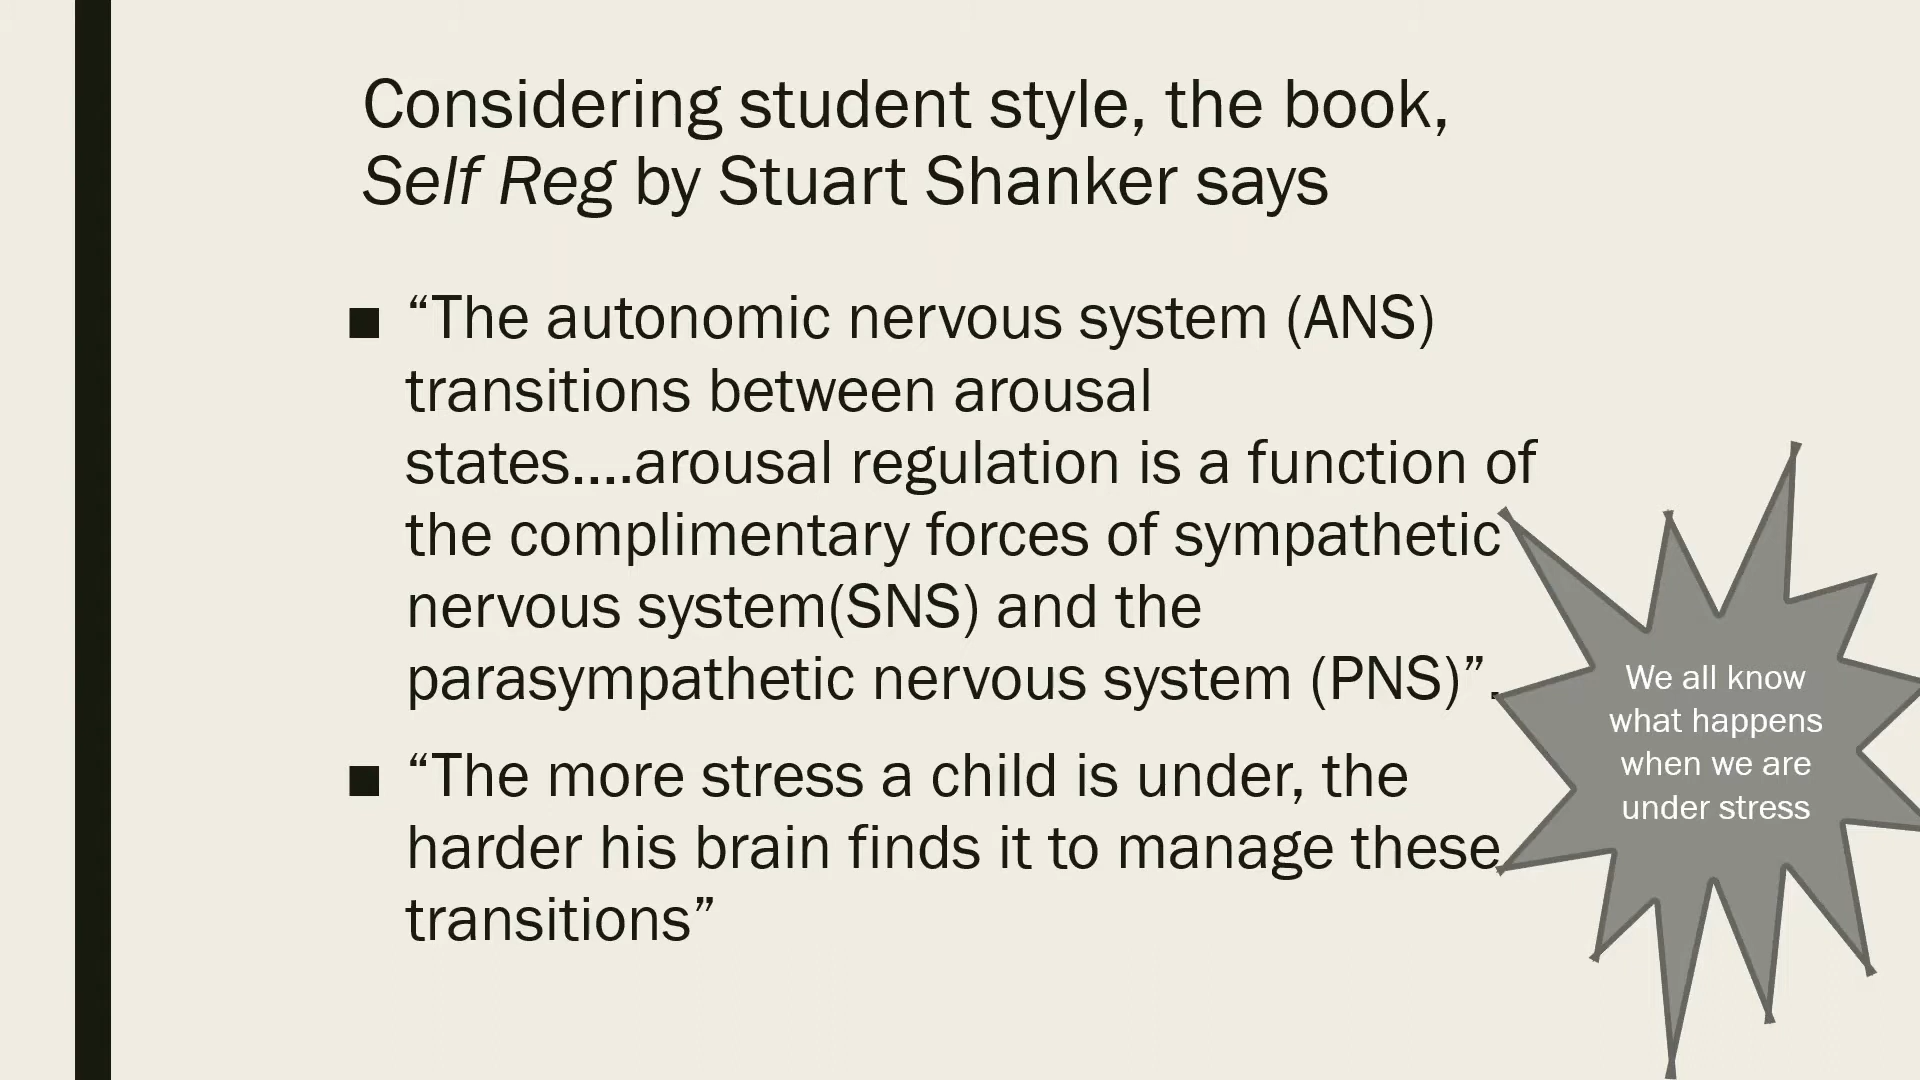 Considering student style, the book,
Self Reg by Stuart Shanker says
■ “The autonomic nervous system (ANS)
transitions between arousal
states....arousal regulation is a function of
the complimentary forces of sympathetic
nervous system(SNS) and the
parasympathetic nervous system (PNS)”.
■ “The more stress a child is under, the
harder his brain finds it to manage these
transitions”
We all know
what happens
when we are
under stress